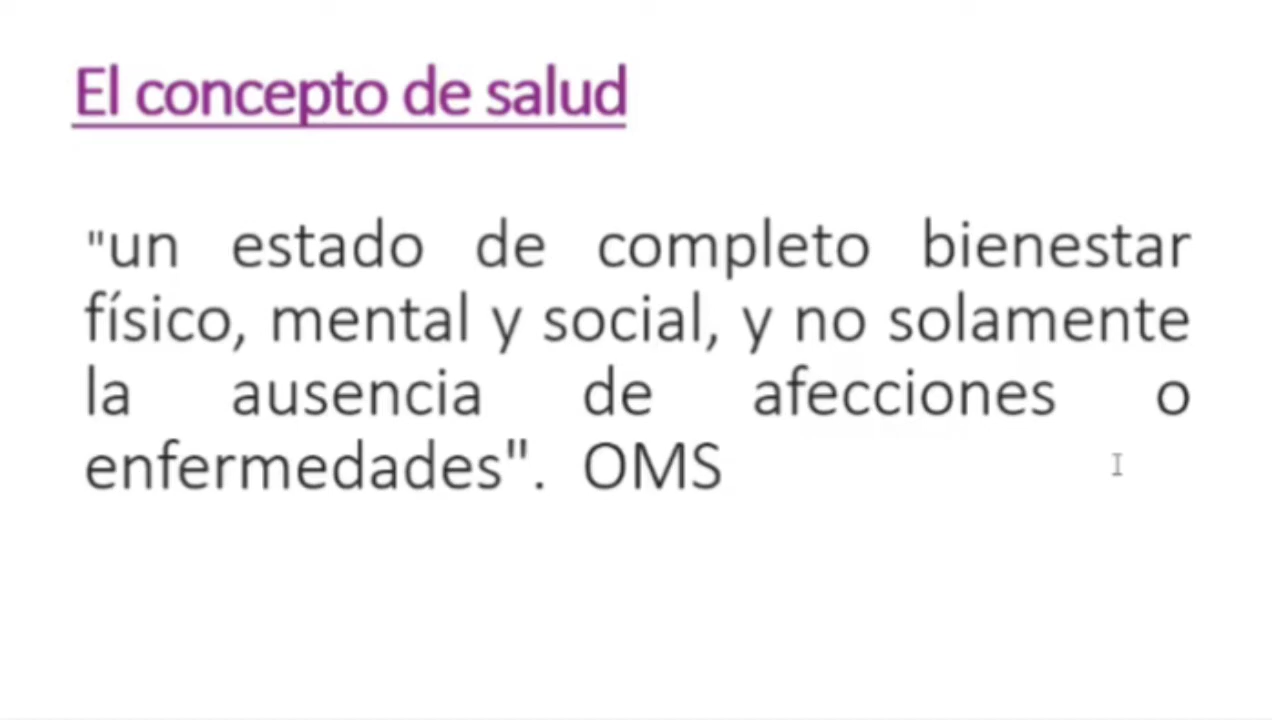 El concepto de salud
"un estado de completo bienestar
físico, mental y social, y no solamente
la ausencia de afecciones o
enfermedades". OMS